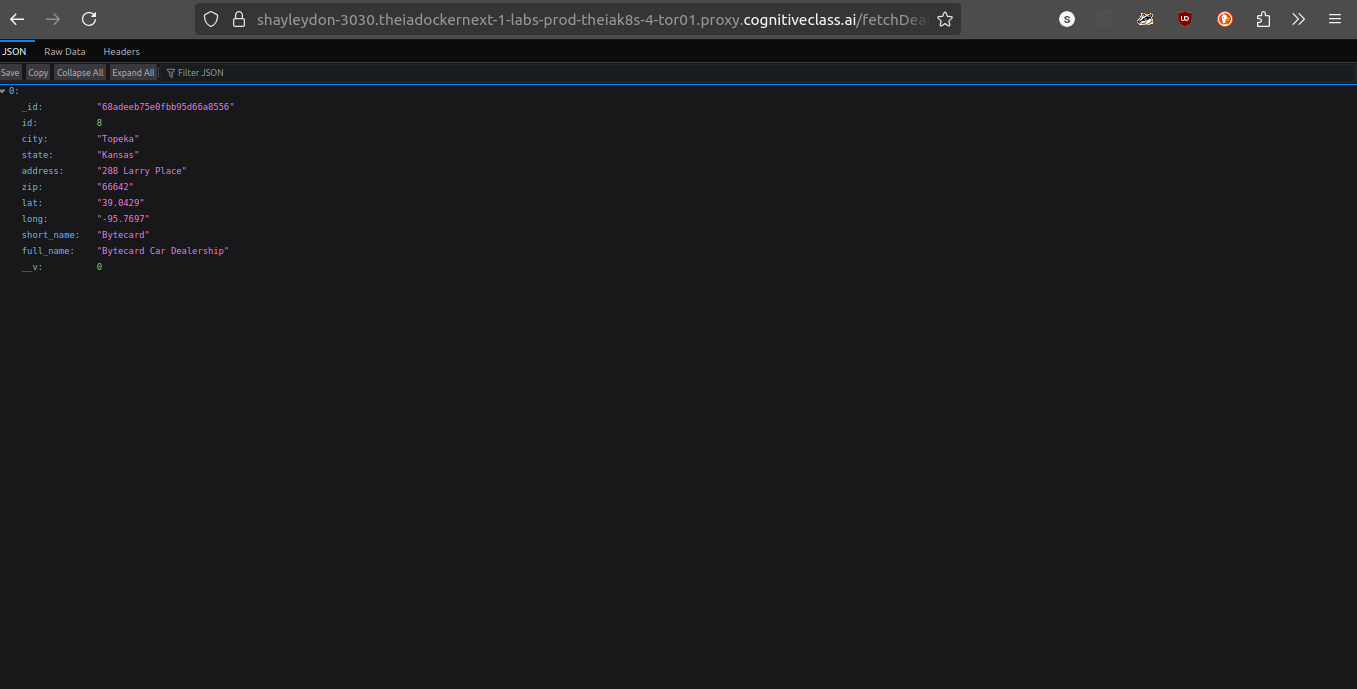 shayleydon-3030.theiadockernext-1-labs-prod-theiak8s-4-tor01.proxy.cognitiveclass.ai/fetchDea
S
JSON Raw Data Headers
Save Copy Collapse All Expand All Filter JSON
0:
_id: "68adeeb75e0fbb95d66a8556"
id: 8
city: "Topeka"
state: "Kansas"
address: "288 Larry Place"
zip: "66642"
lat: "39.0429"
long: "-95.7697"
short_name: "Bytecard"
full_name: "Bytecard Car Dealership"
__v: 0